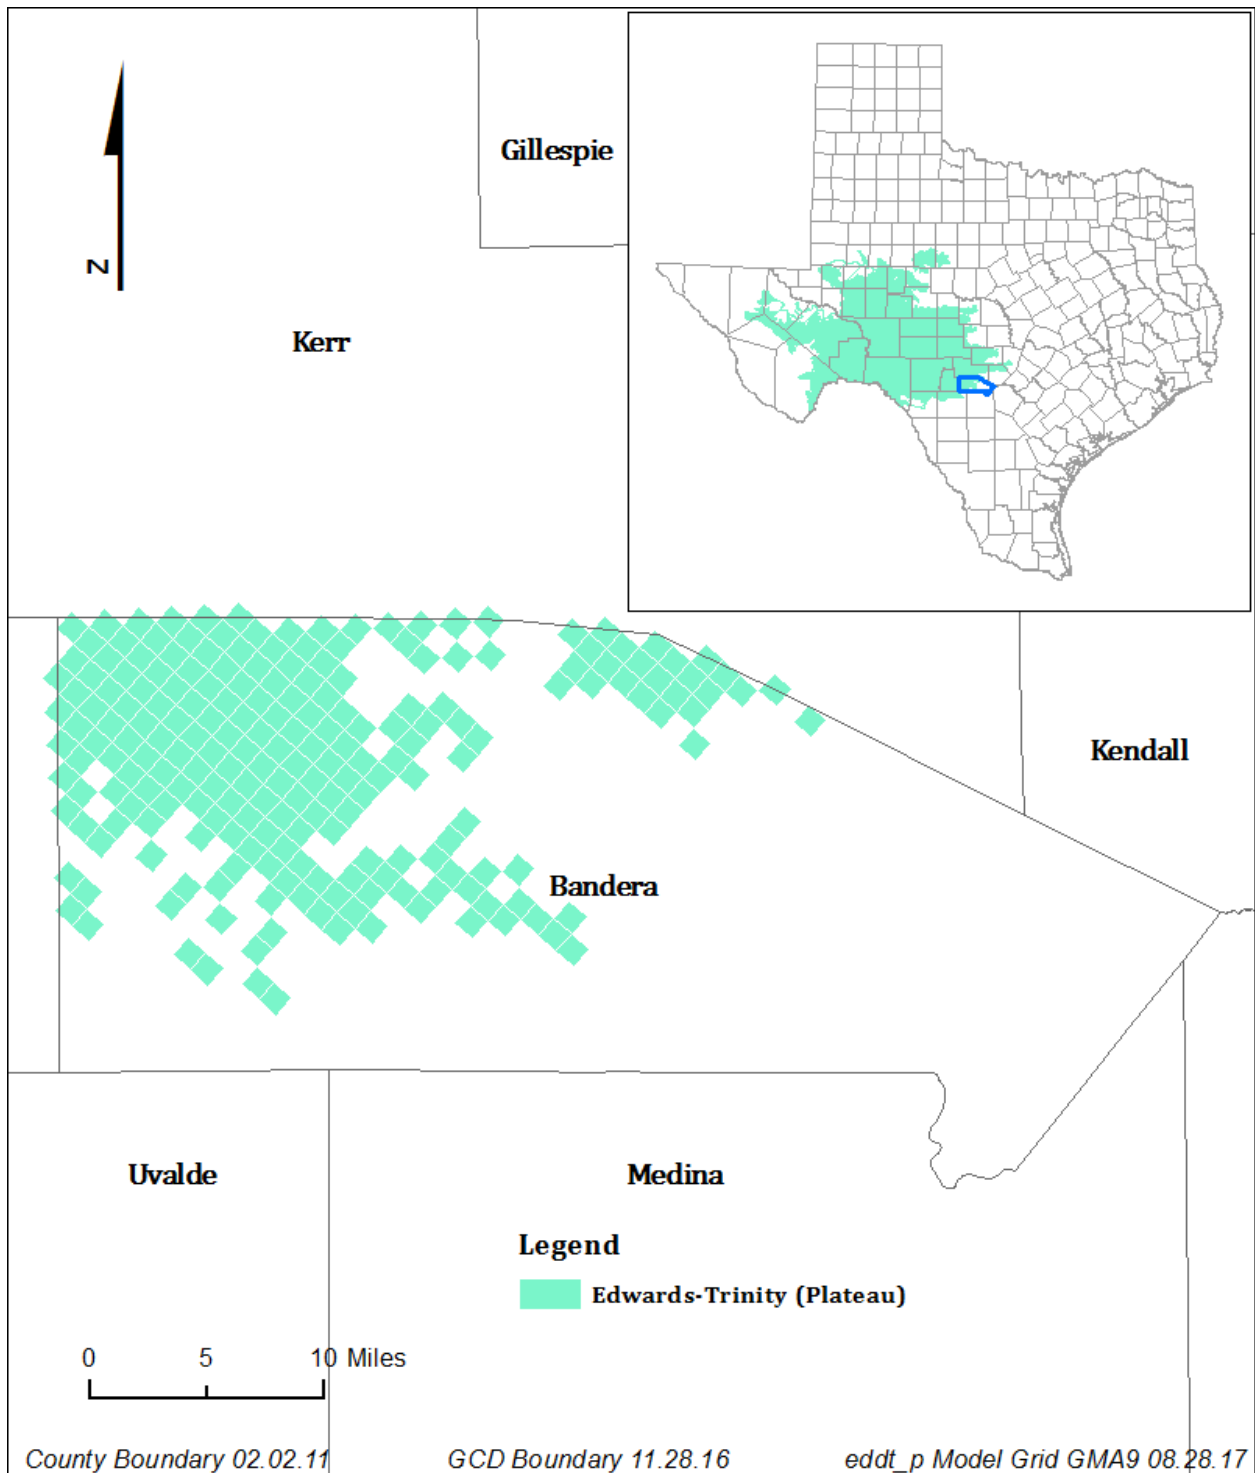 Gillespie
N
Kerr
Kendall
Bandera
Uvalde
Medina
Legend
Edwards-Trinity (Plateau)
0 5 10 Miles
County Boundary 02.02.11 GCD Boundary 11.28.16 eddt_p Model Grid GMA9 08.28.17